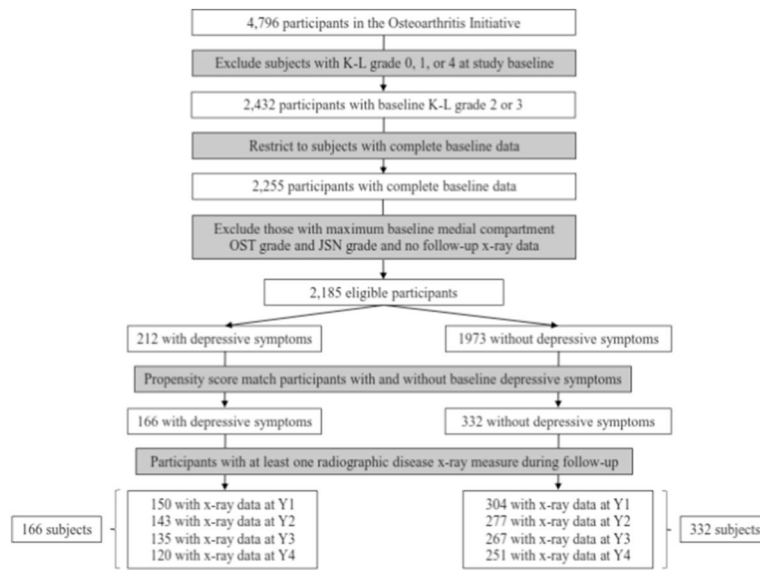 4,796 participants in the Osteoarthritis Initiative
Exclude subjects with K-L grade 0, 1, or 4 at study baseline
2,432 participants with baseline K-L grade 2 or 3
Restrict to subjects with complete baseline data
2,255 participants with complete baseline data
Exclude those with maximum baseline medial compartment
OST grade and JSN grade and no follow-up x-ray data
2,185 eligible participants
212 with depressive symptoms
1973 without depressive symptoms
Propensity score match participants with and without baseline depressive symptoms
166 with depressive symptoms
332 without depressive symptoms
Participants with at least one radiographic disease x-ray measure during follow-up
166 subjects
150 with x-ray data at Y1
143 with x-ray data at Y2
135 with x-ray data at Y3
120 with x-ray data at Y4
304 with x-ray data at Y1
277 with x-ray data at Y2
267 with x-ray data at Y3
251 with x-ray data at Y4
332 subjects